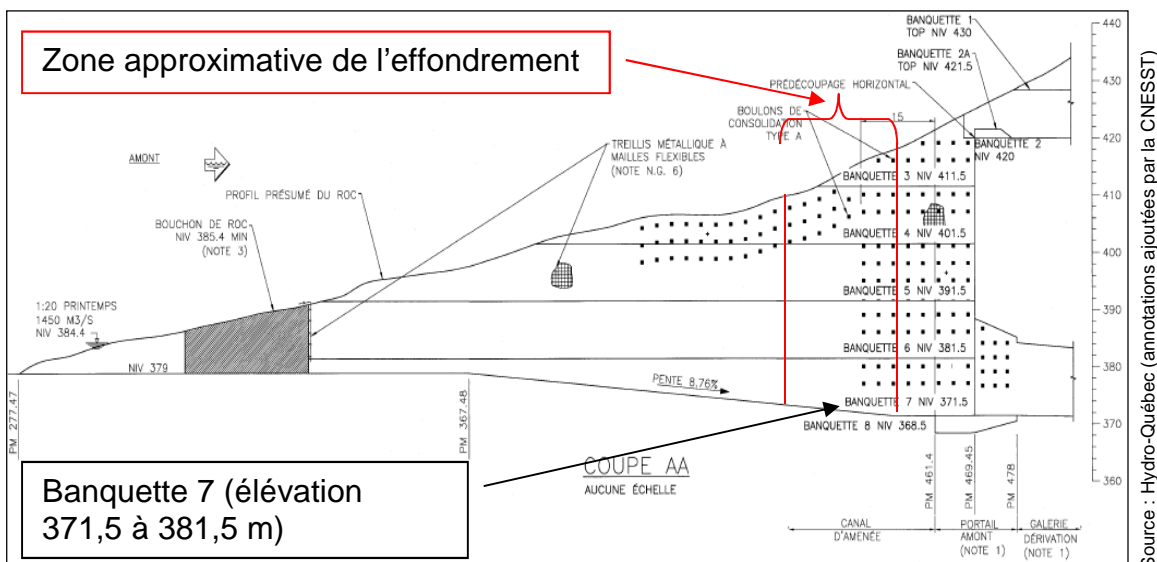 Zone approximative de l’effondrement
BANQUETTE 1
TOP NIV 430
BANQUETTE 2A
TOP NIV 421.5
PRÉDÉCOUPAGE HORIZONTAL
BOULONS DE
CONSOLIDATION
TYPE A
15
BANQUETTE 2
NIV 420
AMONT
TREILLIS MÉTALLIQUE À
MAILLES FLEXIBLES
(NOTE N.G. 6)
PROFIL PRÉSUMÉ DU ROC
BOUCHON DE ROC
NIV 385.4 MIN
(NOTE 3)
BANQUETTE 3 NIV 411.5
BANQUETTE 4 NIV 401.5
BANQUETTE 5 NIV 391.5
BANQUETTE 6 NIV 381.5
BANQUETTE 7 NIV 371.5
BANQUETTE 8 NIV 368.5
1:20 PRINTEMPS
1450 M3/S
NIV 384.4
NIV 379
PENTE 8,76%
PM 277.47
PM 367.48
PM 461.4
PM 469.45
PM 478
COUPE AA
AUCUNE ÉCHELLE
Banquette 7 (élévation
371,5 à 381,5 m)
CANAL
D'AMENÉE
PORTAIL
AMONT
(NOTE 1)
GALERIE
DÉRIVATION
(NOTE 1)
440
430
420
410
400
390
380
370
360
Source : Hydro-Québec (annotations ajoutées par la CNESST)